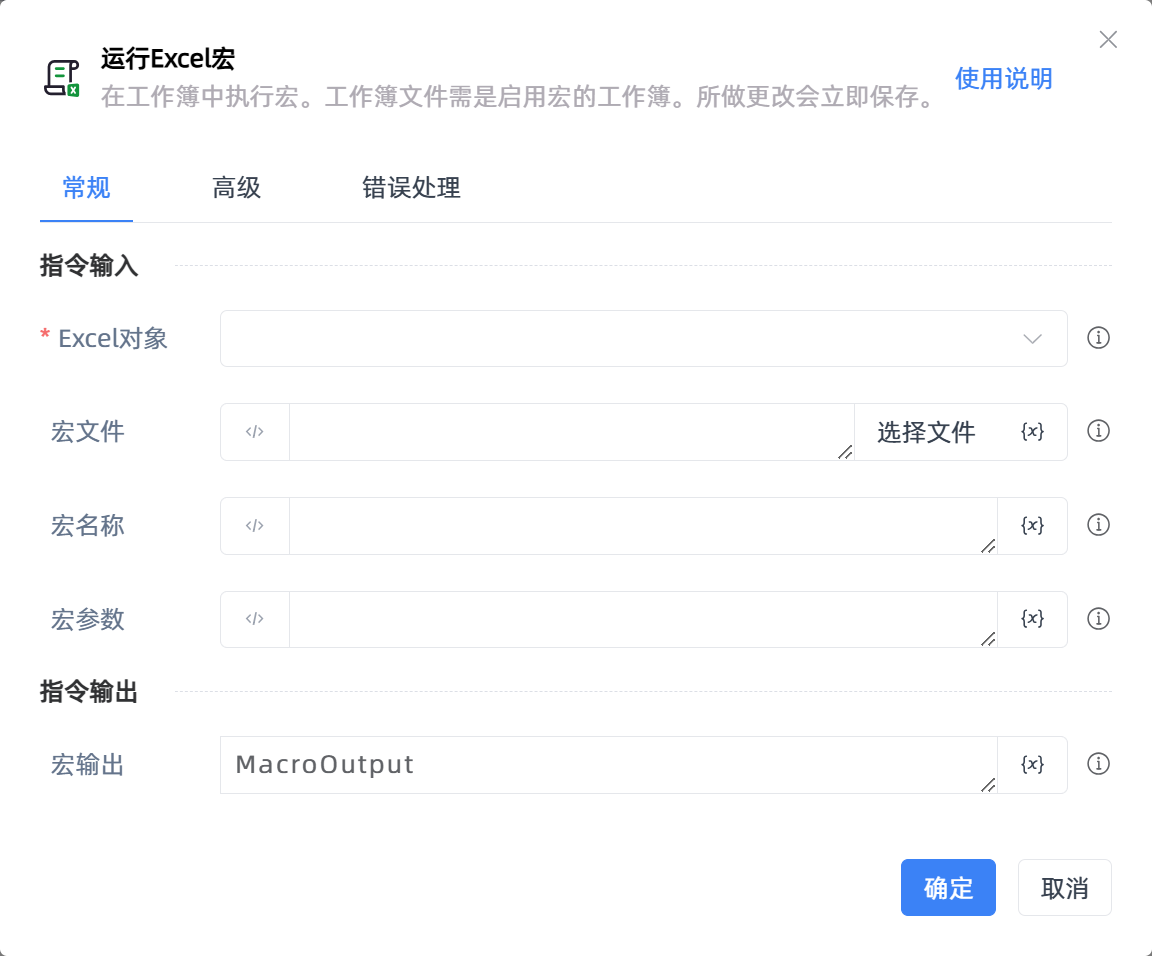 运行Excel宏
在工作簿中执行宏。工作簿文件需是启用宏的工作簿。所做更改会立即保存。
使用说明
常规 高级 错误处理
指令输入
* Excel对象
宏文件 </> 选择文件 {x}
宏名称 </> {x}
宏参数 </> {x}
指令输出
宏输出 MacroOutput {x}
确定 取消